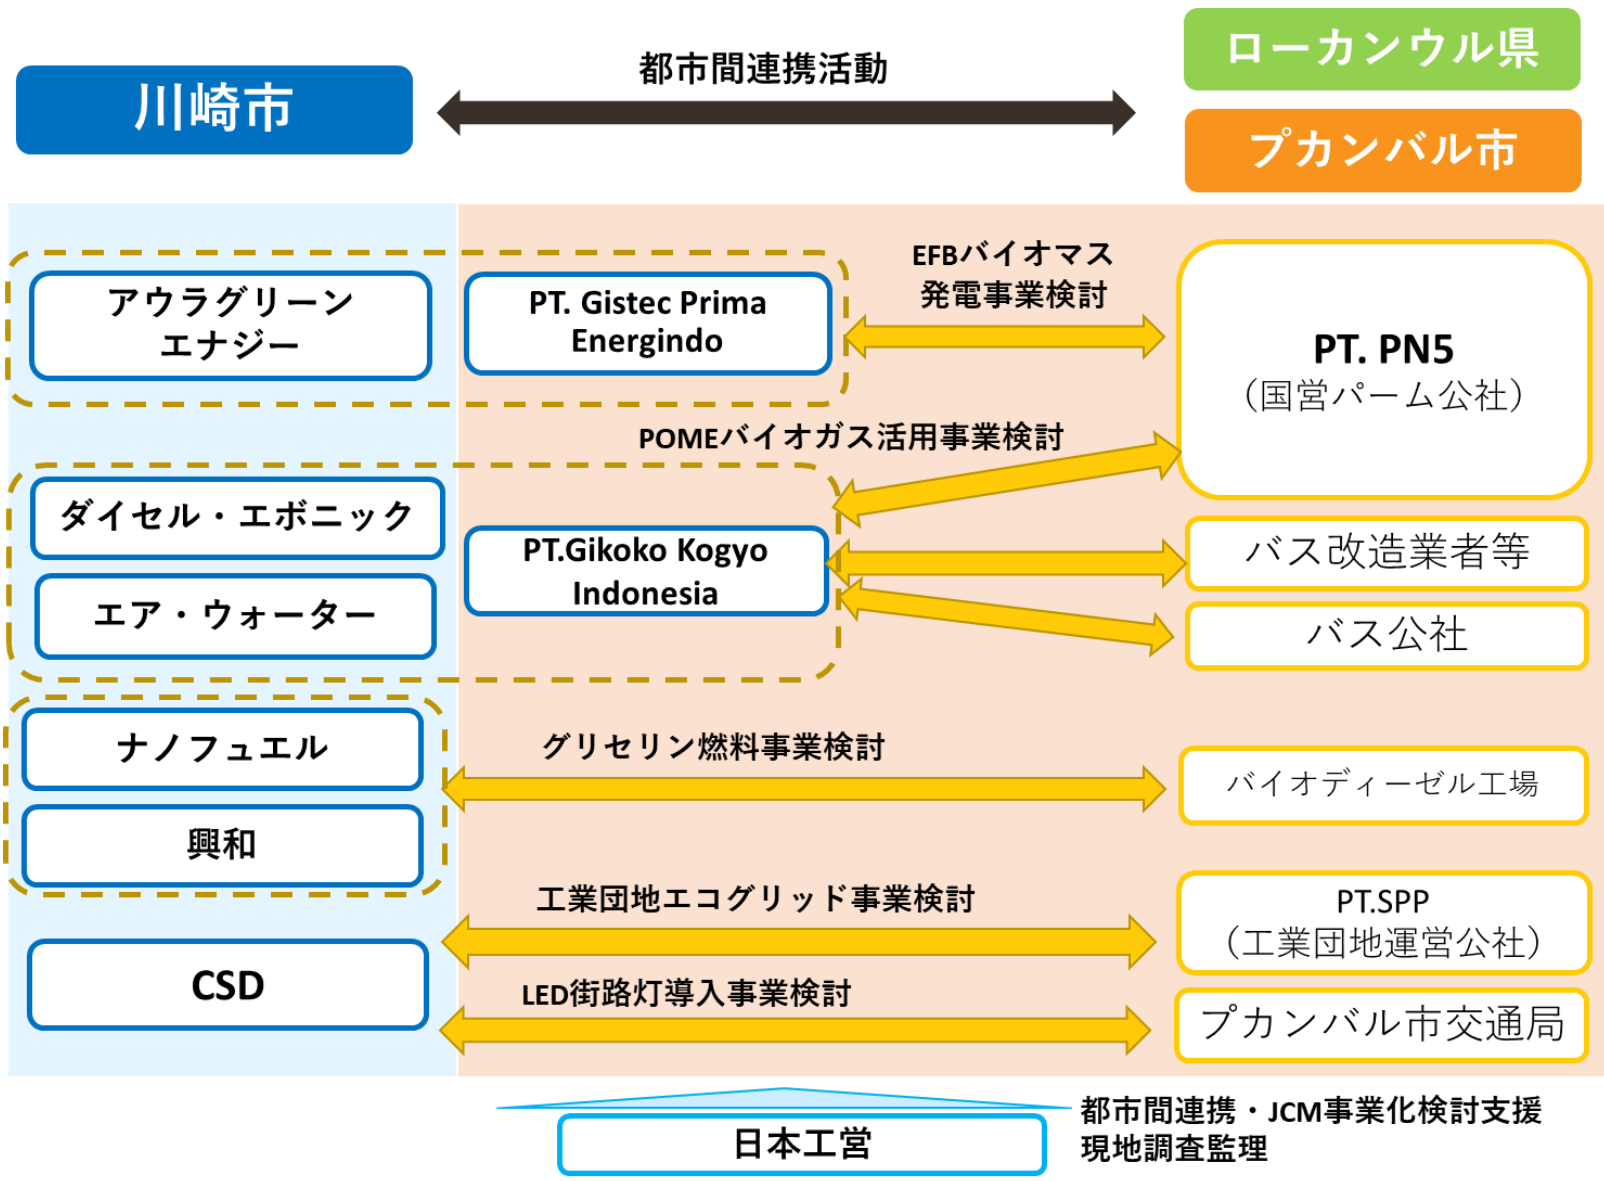 川崎市
都市間連携活動
ローカンウル県
プカンバル市
アウラグリーン
エナジー
PT. Gistec Prima
Energindo
EFBバイオマス
発電事業検討
PT. PN5
（国営パーム公社）
POMEバイオガス活用事業検討
ダイセル・エボニック
エア・ウォーター
PT.Gikoko Kogyo
Indonesia
バス改造業者等
バス公社
ナノフュエル
興和
グリセリン燃料事業検討
バイオディーゼル工場
CSD
工業団地エコグリッド事業検討
PT.SPP
（工業団地運営公社）
LED街路灯導入事業検討
プカンバル市交通局
日本工営
都市間連携・JCM事業化検討支援
現地調査監理